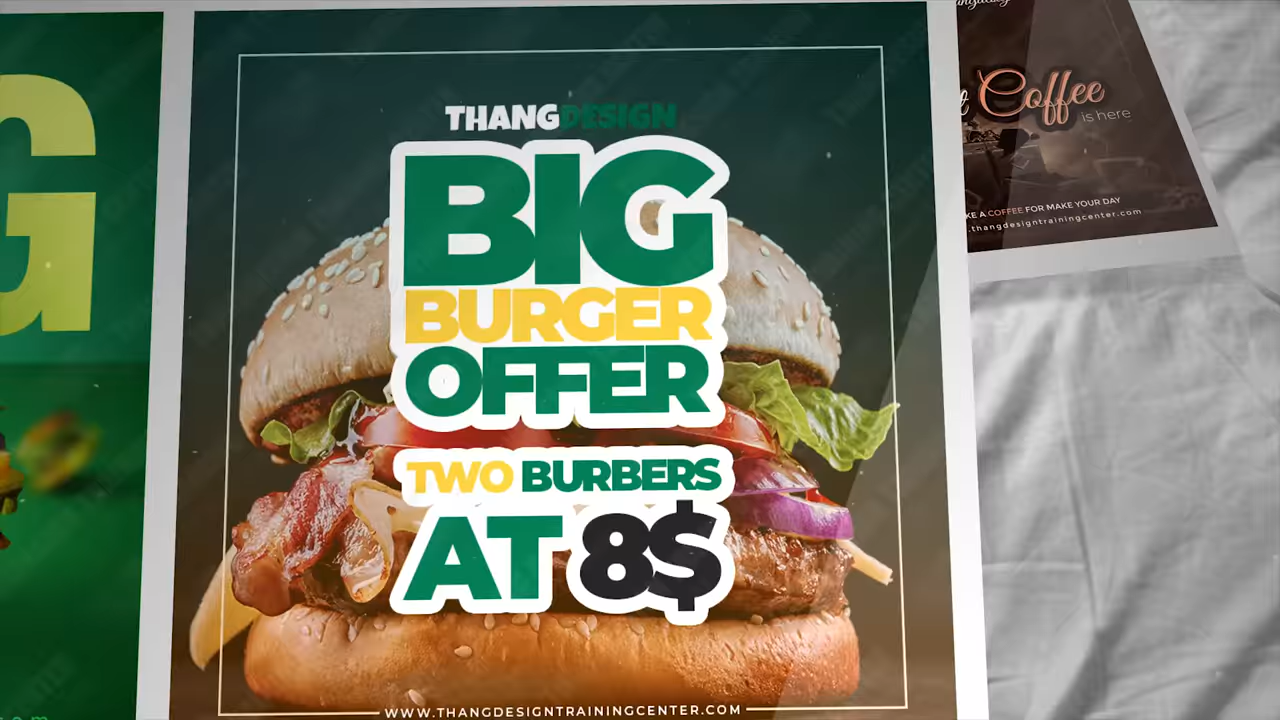 G
THANGDESIGN
BIG
BURGER
OFFER
TWO BURBERS
AT 8$
WWW.THANGDESIGNTRAININGCENTER.COM
Coffee
is here
A COFFEE FOR MAKE YOUR DAY
.thangdesigntrainingcenter.com